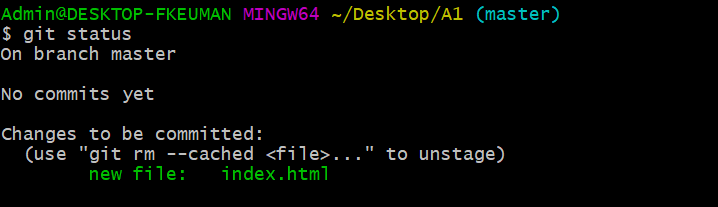 Admin@DESKTOP-FKEUMAN MINGW64 ~/Desktop/A1 (master)
$ git status
On branch master
No commits yet
Changes to be committed:
(use "git rm --cached <file>..." to unstage)
new file: index.html